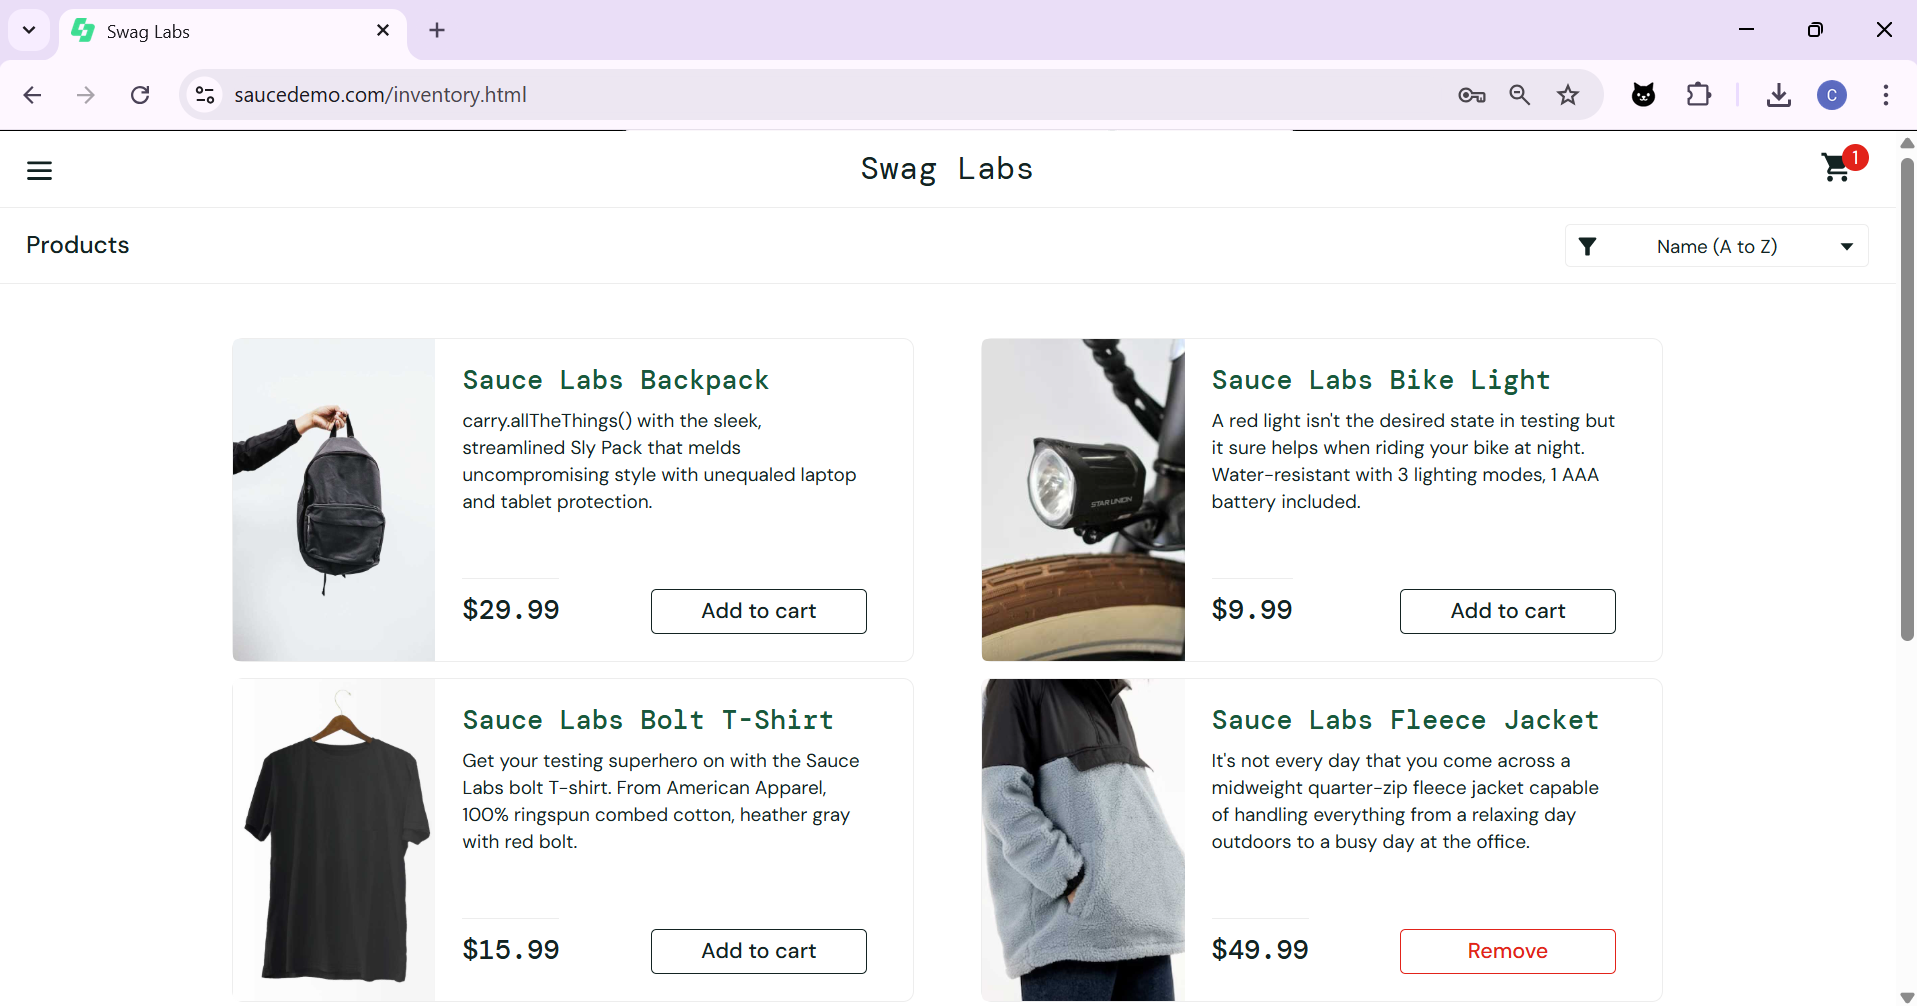 Swag Labs
saucedemo.com/inventory.html
C
Swag Labs
1
Products
Name (A to Z)
Sauce Labs Backpack
carry.allTheThings() with the sleek,
streamlined Sly Pack that melds
uncompromising style with unequaled laptop
and tablet protection.
$29.99
Add to cart
Sauce Labs Bike Light
A red light isn't the desired state in testing but
it sure helps when riding your bike at night.
Water-resistant with 3 lighting modes, 1 AAA
battery included.
STAR UNION
$9.99
Add to cart
Sauce Labs Bolt T-Shirt
Get your testing superhero on with the Sauce
Labs bolt T-shirt. From American Apparel,
100% ringspun combed cotton, heather gray
with red bolt.
$15.99
Add to cart
Sauce Labs Fleece Jacket
It's not every day that you come across a
midweight quarter-zip fleece jacket capable
of handling everything from a relaxing day
outdoors to a busy day at the office.
$49.99
Remove